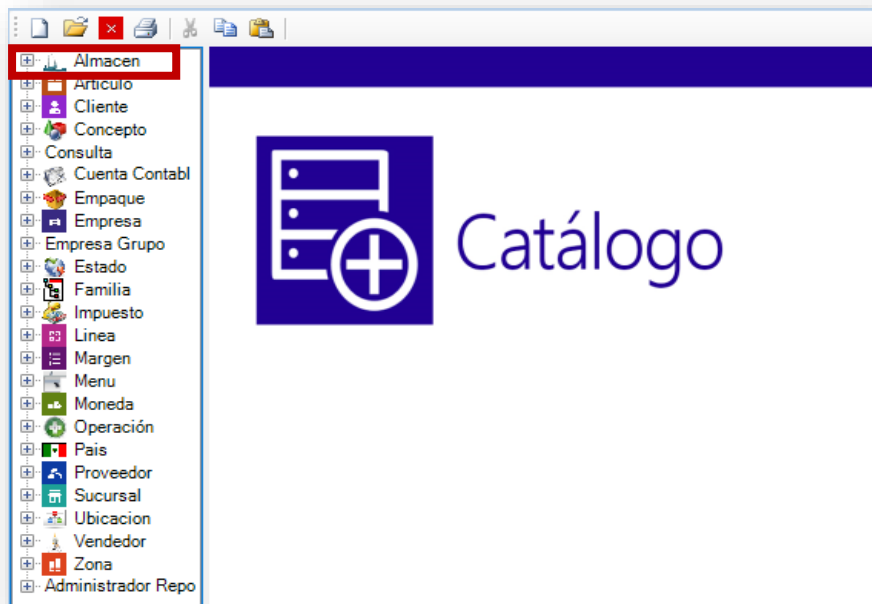 Almacen
Artículo
Cliente
Concepto
Consulta
Cuenta Contabl
Empaque
Empresa
Empresa Grupo
Estado
Familia
Impuesto
Linea
Margen
Menu
Moneda
Operación
Pais
Proveedor
Sucursal
Ubicacion
Vendedor
Zona
Administrador Repo
Catálogo